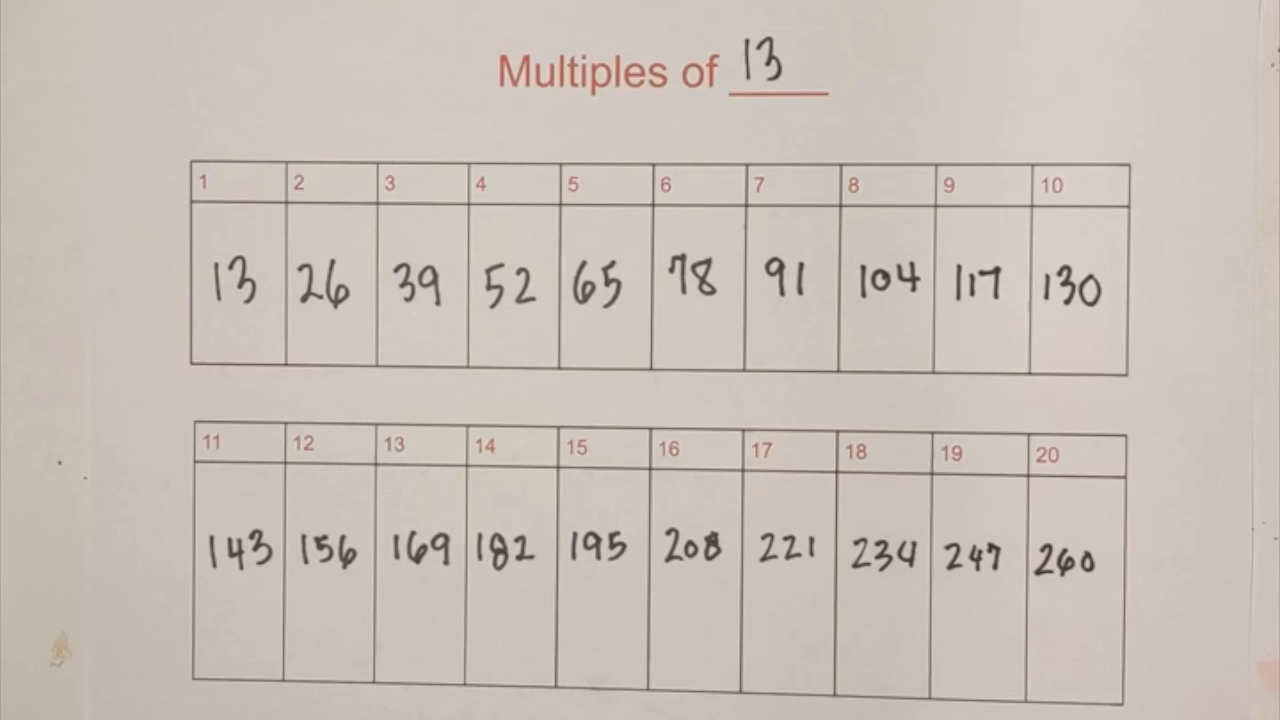 Multiples of 13
1 2 3 4 5 6 7 8 9 10
13 26 39 52 65 78 91 104 117 130
11 12 13 14 15 16 17 18 19 20
143 156 169 182 195 208 221 234 247 260